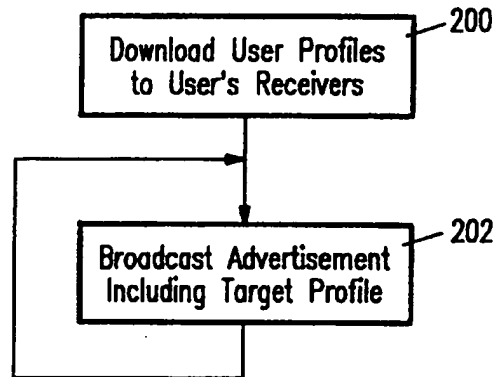 200
Download User Profiles
to User's Receivers
202
Broadcast Advertisement
Including Target Profile